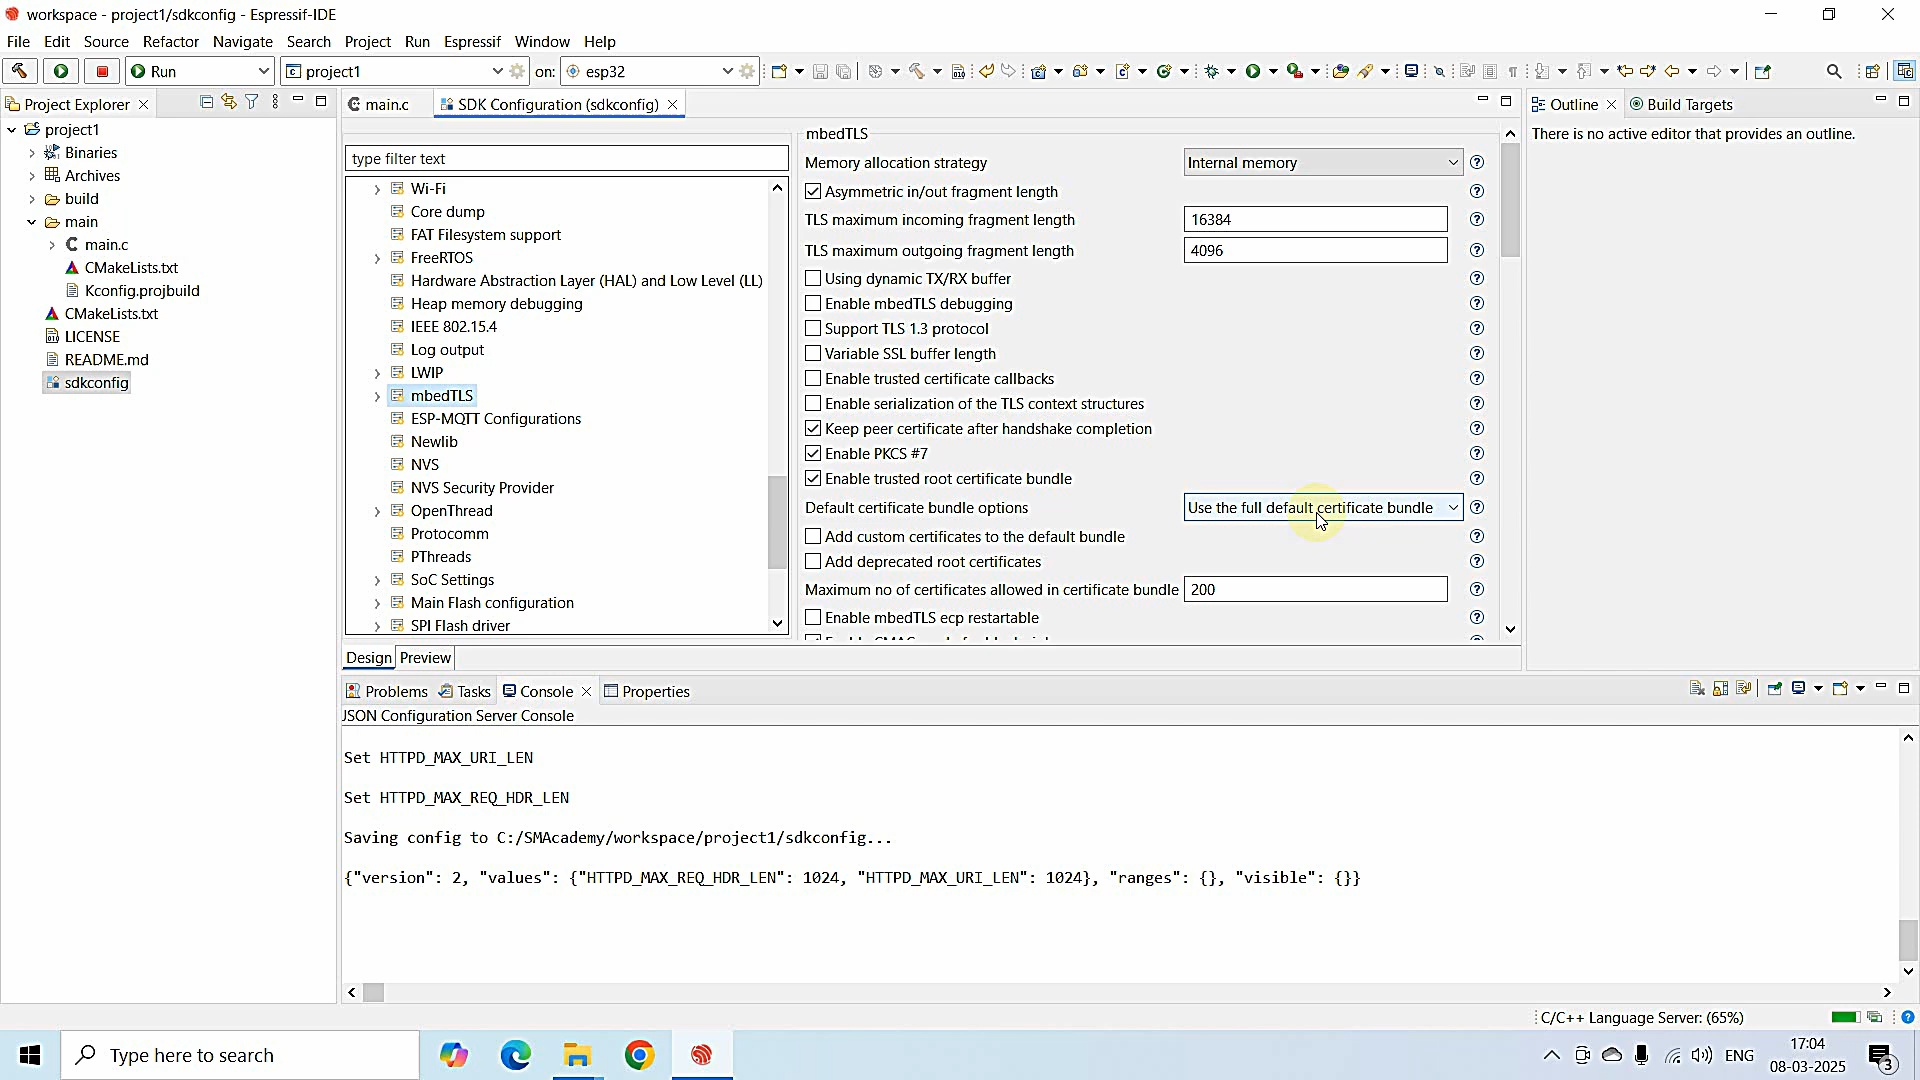 workspace - project1/sdkconfig - Espressif-IDE
File Edit Source Refactor Navigate Search Project Run Espressif Window Help
Run project1 on: esp32
Project Explorer
project1
Binaries
Archives
build
main
main.c
CMakeLists.txt
Kconfig.projbuild
CMakeLists.txt
LICENSE
README.md
sdkconfig
main.c SDK Configuration (sdkconfig)
type filter text
Wi-Fi
Core dump
FAT Filesystem support
FreeRTOS
Hardware Abstraction Layer (HAL) and Low Level (LL)
Heap memory debugging
IEEE 802.15.4
Log output
LWIP
mbedTLS
ESP-MQTT Configurations
Newlib
NVS
NVS Security Provider
OpenThread
Protocomm
PThreads
SoC Settings
Main Flash configuration
SPI Flash driver
mbedTLS
Memory allocation strategy Internal memory
Asymmetric in/out fragment length
TLS maximum incoming fragment length 16384
TLS maximum outgoing fragment length 4096
Using dynamic TX/RX buffer
Enable mbedTLS debugging
Support TLS 1.3 protocol
Variable SSL buffer length
Enable trusted certificate callbacks
Enable serialization of the TLS context structures
Keep peer certificate after handshake completion
Enable PKCS #7
Enable trusted root certificate bundle
Default certificate bundle options Use the full default certificate bundle
Add custom certificates to the default bundle
Add deprecated root certificates
Maximum no of certificates allowed in certificate bundle 200
Enable mbedTLS ecp restartable
Design Preview
Outline Build Targets
There is no active editor that provides an outline.
Problems Tasks Console Properties
JSON Configuration Server Console
Set HTTPD_MAX_URI_LEN
Set HTTPD_MAX_REQ_HDR_LEN
Saving config to C:/SMAcademy/workspace/project1/sdkconfig...
{"version": 2, "values": {"HTTPD_MAX_REQ_HDR_LEN": 1024, "HTTPD_MAX_URI_LEN": 1024}, "ranges": {}, "visible": {}}
C/C++ Language Server: (65%)
Type here to search
ENG
17:04
08-03-2025
3